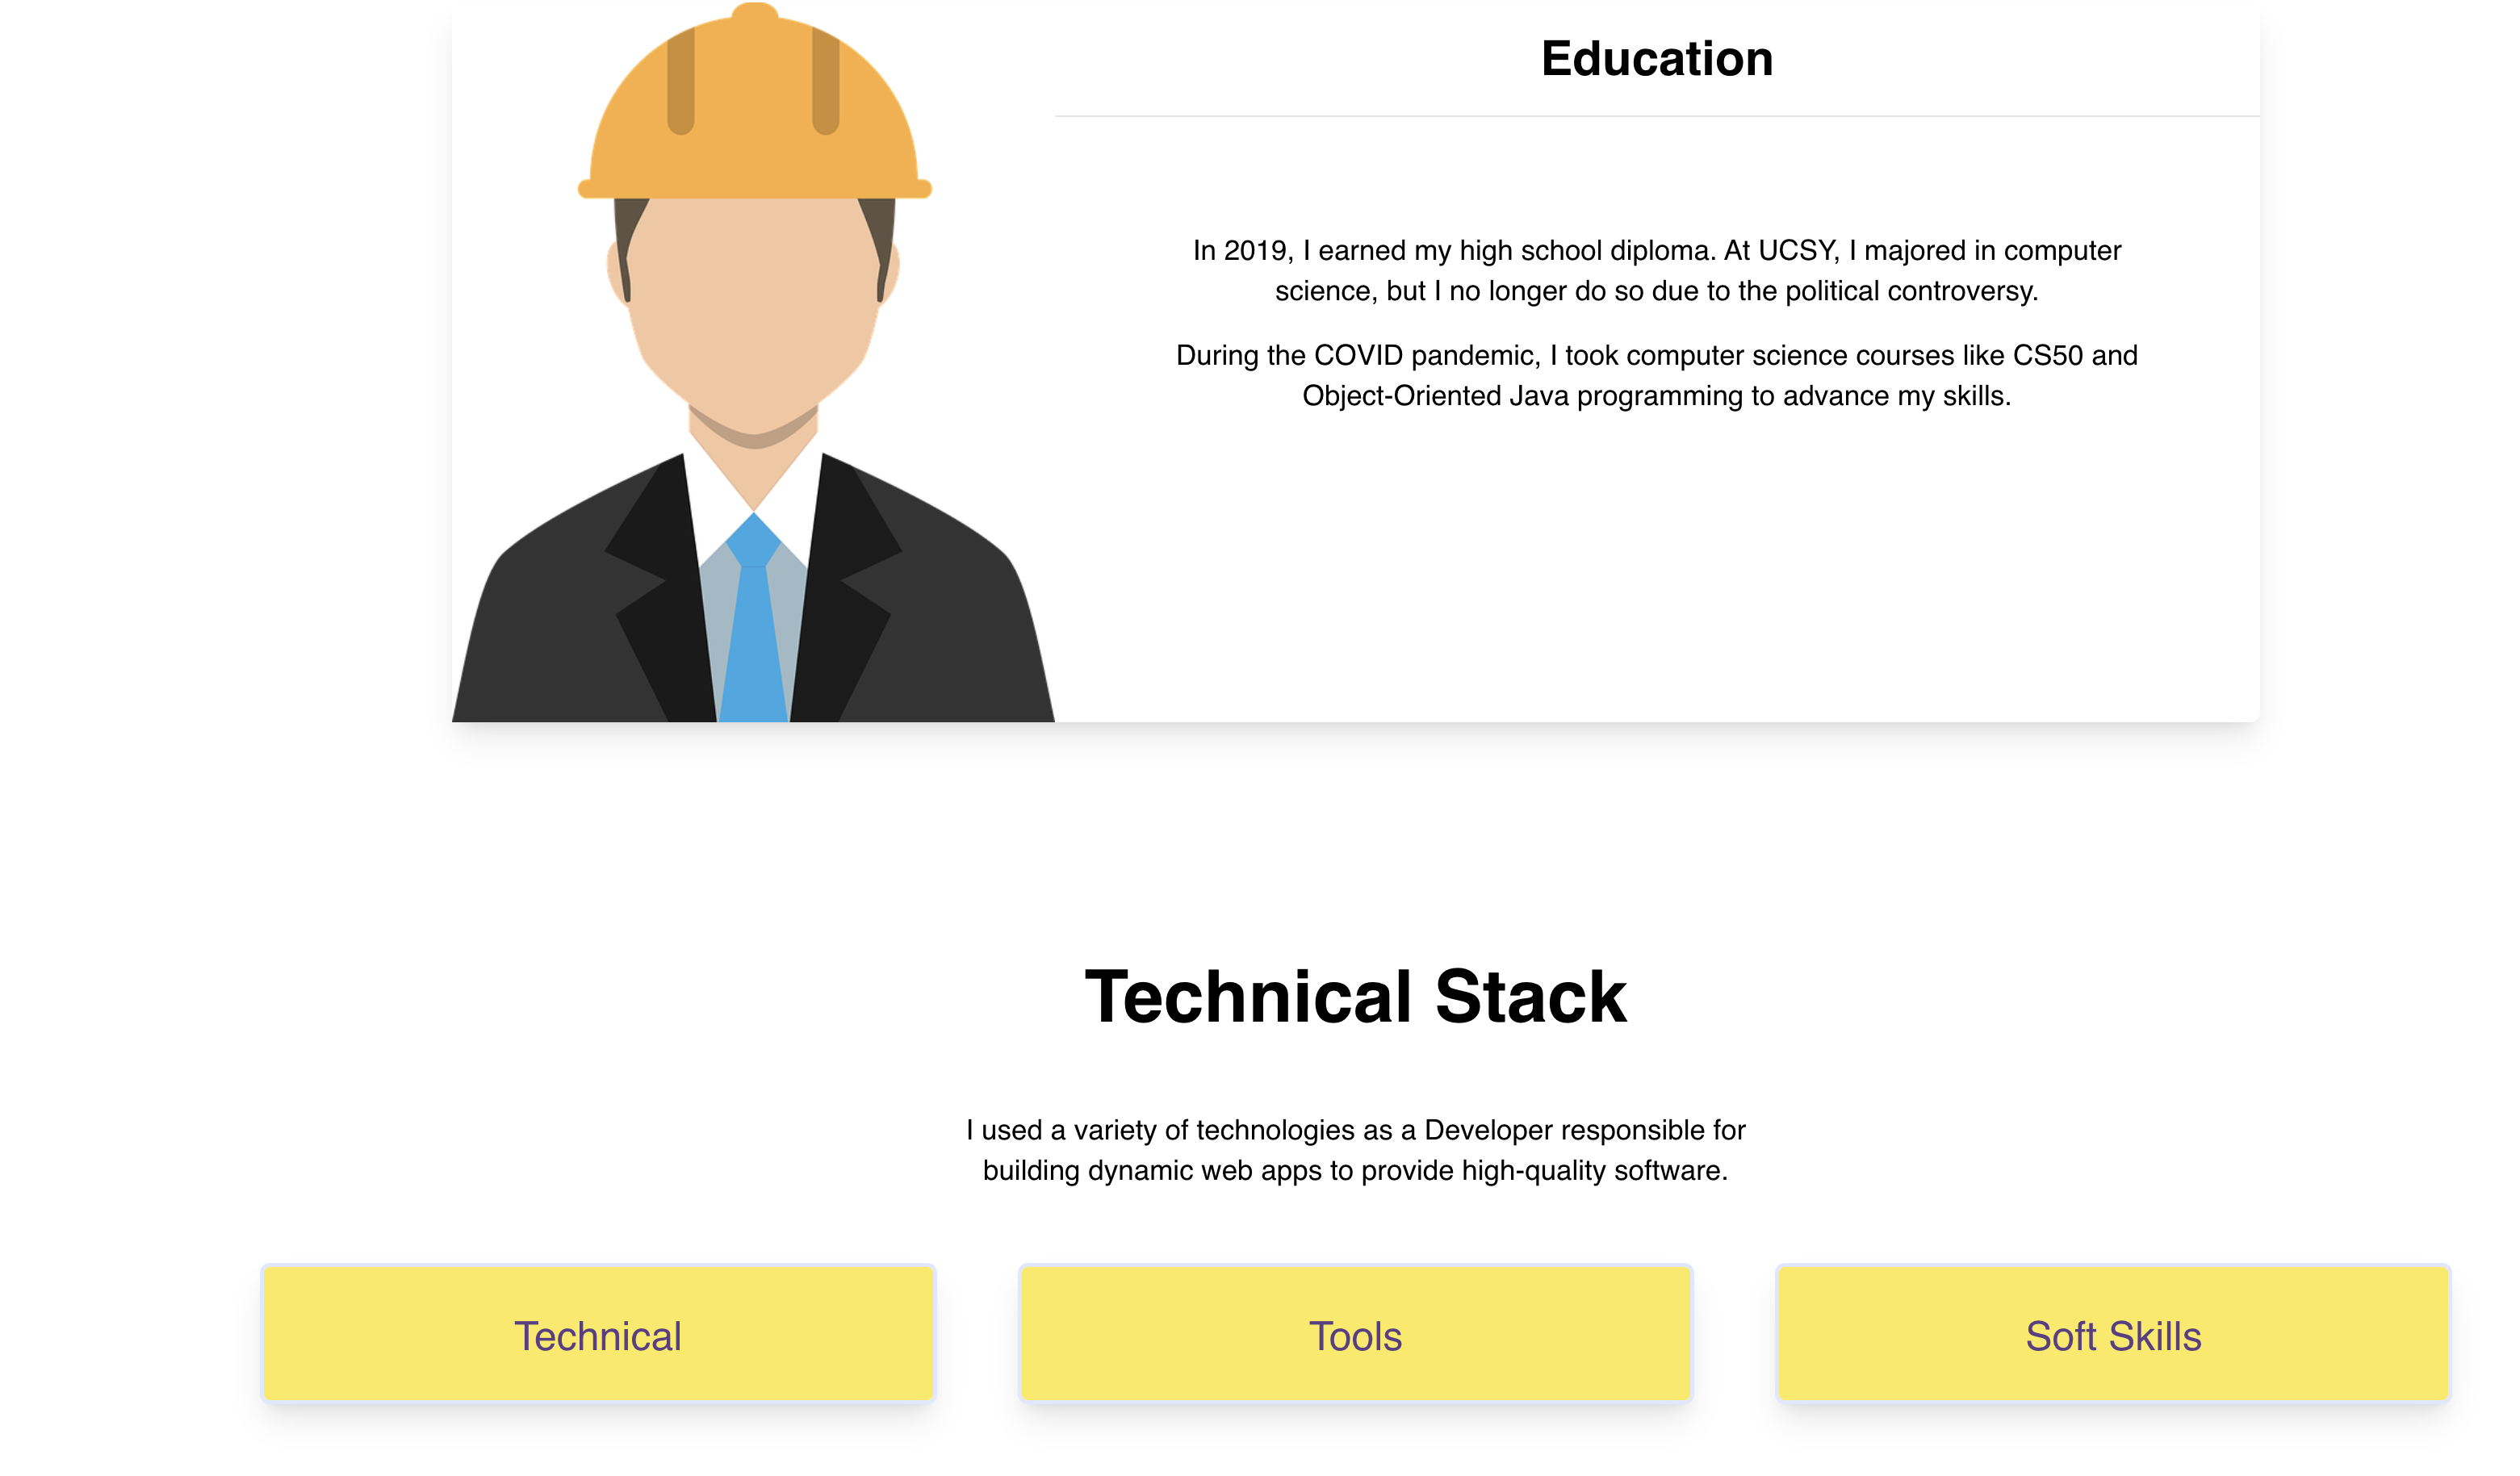 Education
In 2019, I earned my high school diploma. At UCSY, I majored in computer
science, but I no longer do so due to the political controversy.
During the COVID pandemic, I took computer science courses like CS50 and
Object-Oriented Java programming to advance my skills.
Technical Stack
I used a variety of technologies as a Developer responsible for
building dynamic web apps to provide high-quality software.
Technical
Tools
Soft Skills